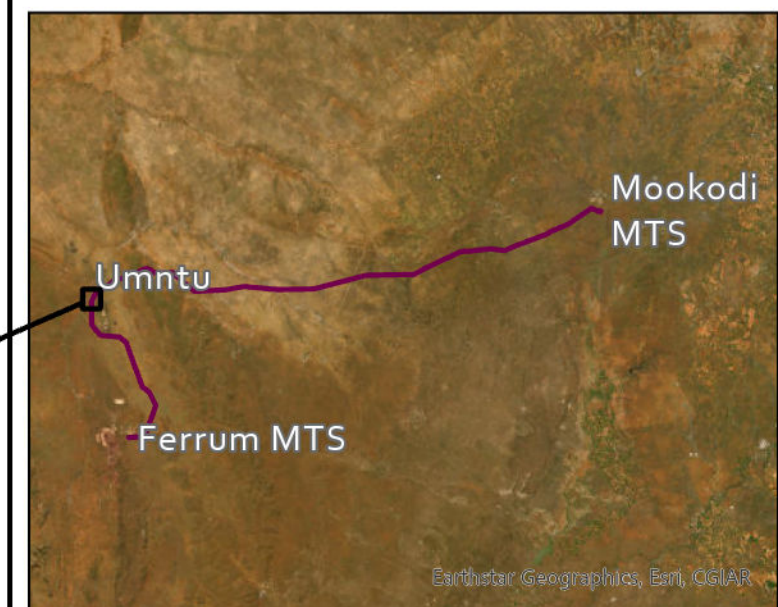 Mookodi
MTS
Umntu
Ferrum MTS
Earthstar Geographics, Esri, CGIAR